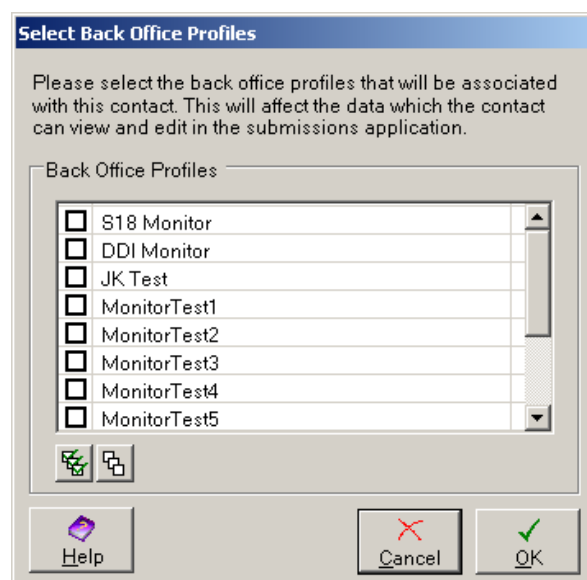 Select Back Office Profiles
Please select the back office profiles that will be associated
with this contact. This will affect the data which the contact
can view and edit in the submissions application.
Back Office Profiles
S18 Monitor
DDI Monitor
JK Test
MonitorTest1
MonitorTest2
MonitorTest3
MonitorTest4
MonitorTest5
Help
Cancel
OK